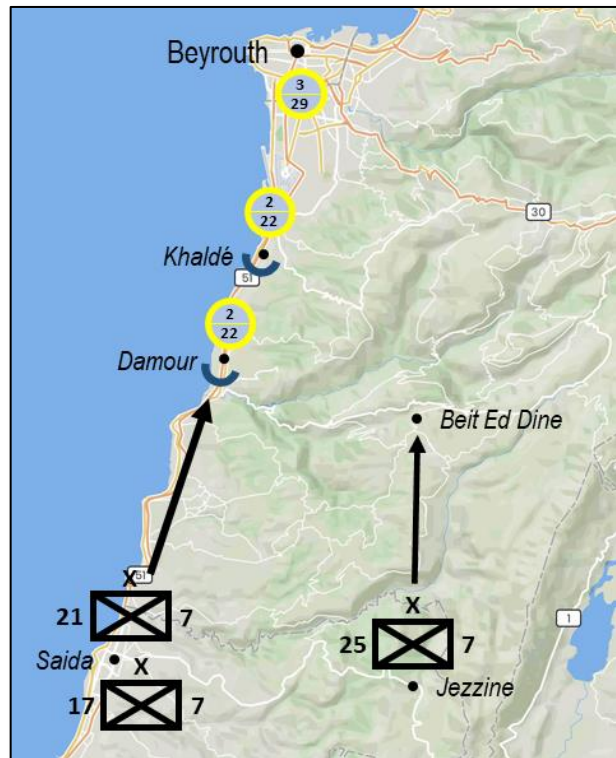 Beyrouth
3
29
30
2
22
Khaldé
51
2
22
Damour
Beit Ed Dine
51
X
21 7
X
25 7
1
Saida
X
Jezzine
17 7